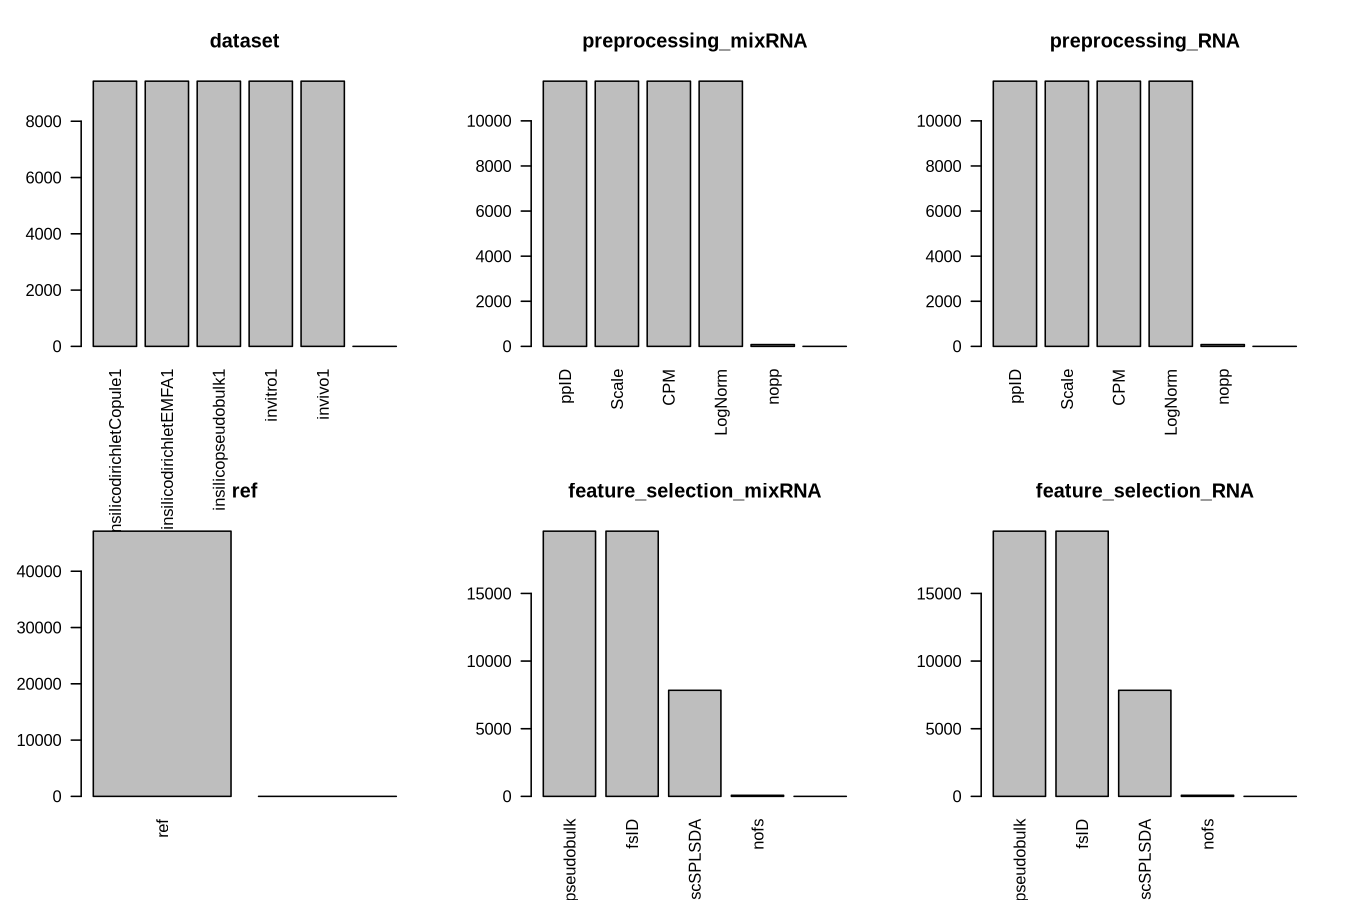 dataset
8000
6000
4000
2000
0
nsilicodirichletCopule1
insilicodirichletEMFA1
insilicopseudobulk1
invitro1
invivo1
preprocessing_mixRNA
10000
8000
6000
4000
2000
0
ppID
Scale
CPM
LogNorm
nopp
preprocessing_RNA
10000
8000
6000
4000
2000
0
ppID
Scale
CPM
LogNorm
nopp
ref
40000
30000
20000
10000
0
ref
feature_selection_mixRNA
15000
10000
5000
0
pseudobulk
fsID
scSPLSDA
nofs
feature_selection_RNA
15000
10000
5000
0
pseudobulk
fsID
scSPLSDA
nofs